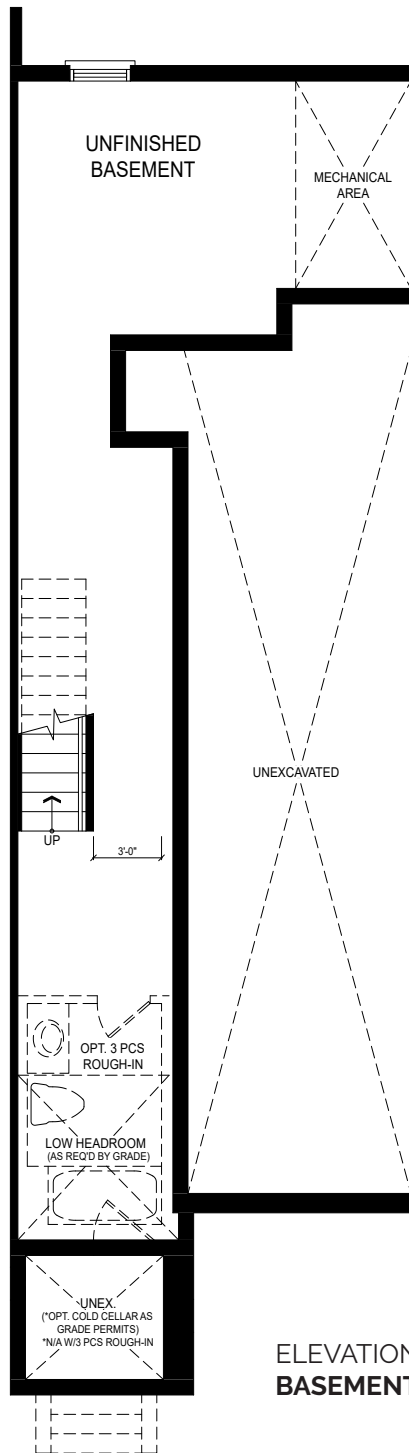 UNFINISHED
BASEMENT
MECHANICAL
AREA
UNEXCAVATED
UP
3'-0"
OPT. 3 PCS
ROUGH-IN
LOW HEADROOM
(AS REQ'D BY GRADE)
UNEX.
(*OPT. COLD CELLAR AS
GRADE PERMITS)
*N/A W/3 PCS ROUGH-IN
ELEVATION
BASEMENT